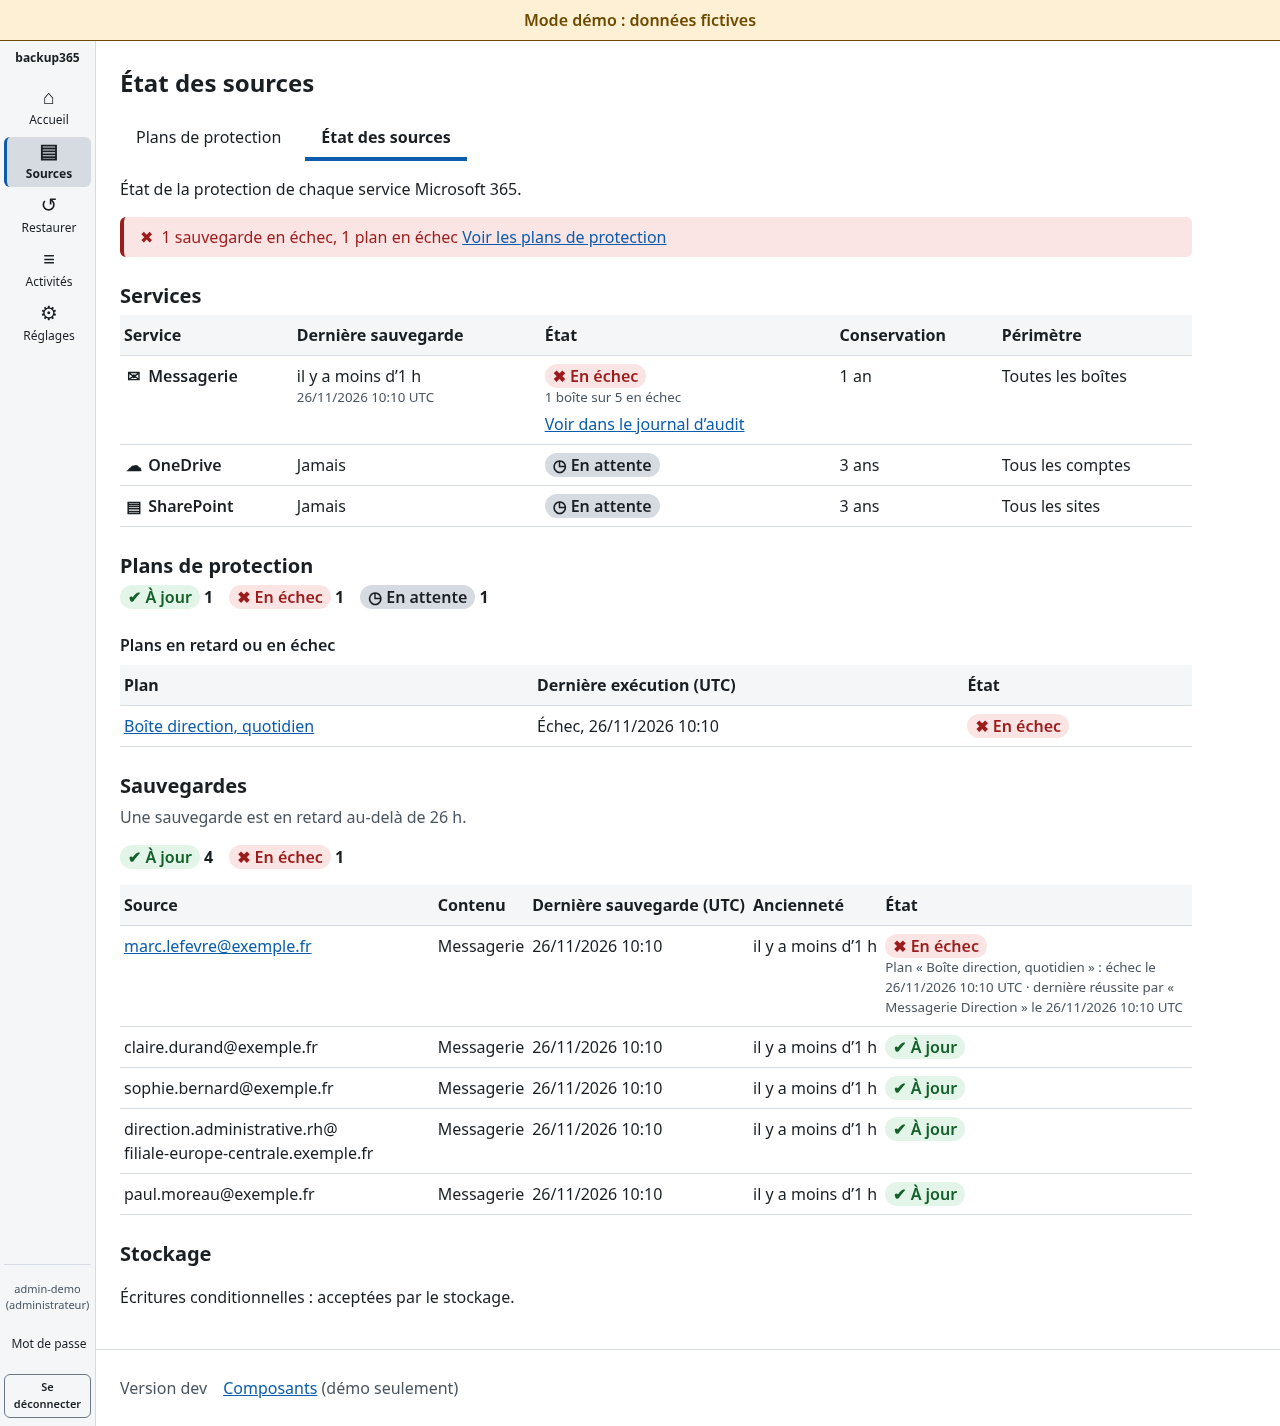 Mode démo : données fictives
backup365
Accueil
Sources
Restaurer
Activités
Réglages
admin-demo
(administrateur)
Mot de passe
Se
déconnecter
État des sources
Plans de protection
État des sources
État de la protection de chaque service Microsoft 365.
✖ 1 sauvegarde en échec, 1 plan en échec Voir les plans de protection
Services
Service Dernière sauvegarde État Conservation Périmètre
Messagerie il y a moins d’1 h ✖ En échec 1 an Toutes les boîtes
26/11/2026 10:10 UTC 1 boîte sur 5 en échec
Voir dans le journal d’audit
OneDrive Jamais En attente 3 ans Tous les comptes
SharePoint Jamais En attente 3 ans Tous les sites
Plans de protection
✔ À jour 1 ✖ En échec 1 En attente 1
Plans en retard ou en échec
Plan Dernière exécution (UTC) État
Boîte direction, quotidien Échec, 26/11/2026 10:10 ✖ En échec
Sauvegardes
Une sauvegarde est en retard au-delà de 26 h.
✔ À jour 4 ✖ En échec 1
Source Contenu Dernière sauvegarde (UTC) Ancienneté État
marc.lefevre@exemple.fr Messagerie 26/11/2026 10:10 il y a moins d’1 h ✖ En échec
Plan « Boîte direction, quotidien » : échec le
26/11/2026 10:10 UTC · dernière réussite par «
Messagerie Direction » le 26/11/2026 10:10 UTC
claire.durand@exemple.fr Messagerie 26/11/2026 10:10 il y a moins d’1 h ✔ À jour
sophie.bernard@exemple.fr Messagerie 26/11/2026 10:10 il y a moins d’1 h ✔ À jour
direction.administrative.rh@ Messagerie 26/11/2026 10:10 il y a moins d’1 h ✔ À jour
filiale-europe-centrale.exemple.fr
paul.moreau@exemple.fr Messagerie 26/11/2026 10:10 il y a moins d’1 h ✔ À jour
Stockage
Écritures conditionnelles : acceptées par le stockage.
Version dev Composants (démo seulement)